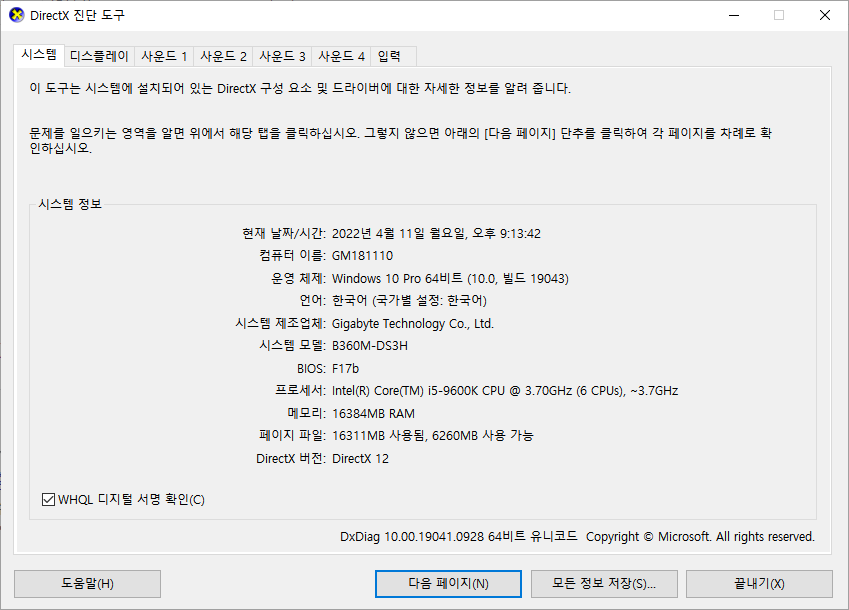 DirectX 진단 도구
시스템 디스플레이 사운드 1 사운드 2 사운드 3 사운드 4 입력
이 도구는 시스템에 설치되어 있는 DirectX 구성 요소 및 드라이버에 대한 자세한 정보를 알려 줍니다.
문제를 일으키는 영역을 알면 위에서 해당 탭을 클릭하십시오. 그렇지 않으면 아래의 [다음 페이지] 단추를 클릭하여 각 페이지를 차례로 확
인하십시오.
시스템 정보
현재 날짜/시간: 2022년 4월 11일 월요일, 오후 9:13:42
컴퓨터 이름: GM181110
운영 체제: Windows 10 Pro 64비트 (10.0, 빌드 19043)
언어: 한국어 (국가별 설정: 한국어)
시스템 제조업체: Gigabyte Technology Co., Ltd.
시스템 모델: B360M-DS3H
BIOS: F17b
프로세서: Intel(R) Core(TM) i5-9600K CPU @ 3.70GHz (6 CPUs), ~3.7GHz
메모리: 16384MB RAM
페이지 파일: 16311MB 사용됨, 6260MB 사용 가능
DirectX 버전: DirectX 12
WHQL 디지털 서명 확인(C)
DxDiag 10.00.19041.0928 64비트 유니코드 Copyright © Microsoft. All rights reserved.
도움말(H) 다음 페이지(N) 모든 정보 저장(S)... 끝내기(X)